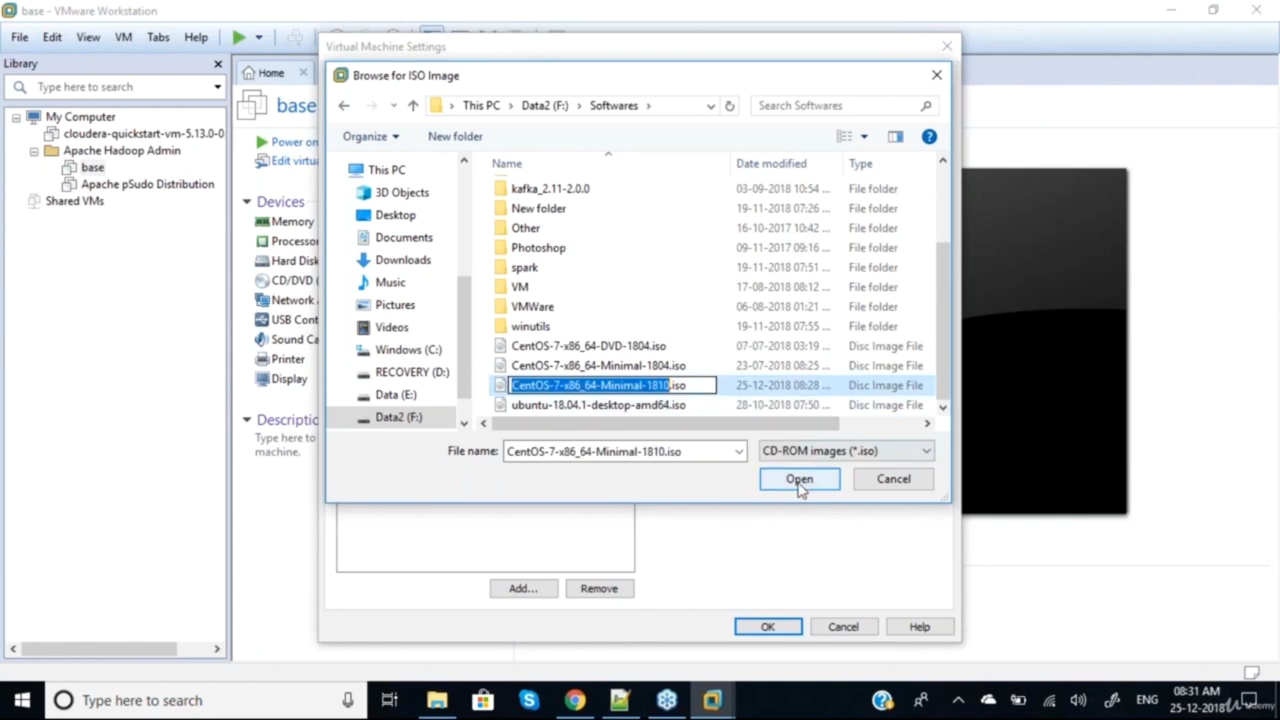 base - VMware Workstation
File Edit View VM Tabs Help
Library
Type here to search
My Computer
cloudera-quickstart-vm-5.13.0-0
Apache Hadoop Admin
base
Apache pSudo Distribution
Shared VMs
Home
base
Power on
Edit virtu
Devices
Memory
Processor
Hard Disk
CD/DVD (
Network
USB Cont
Sound Ca
Printer
Display
Descriptio
Type here to
machine.
Virtual Machine Settings
Browse for ISO Image
This PC > Data2 (F:) > Softwares >
Search Softwares
Organize New folder
This PC
3D Objects
Desktop
Documents
Downloads
Music
Pictures
Videos
Windows (C:)
RECOVERY (D:)
Data (E:)
Data2 (F:)
Name Date modified Type
kafka_2.11-2.0.0 03-09-2018 10:54 ... File folder
New folder 19-11-2018 07:26 ... File folder
Other 16-10-2017 10:42 ... File folder
Photoshop 09-11-2017 09:16 ... File folder
spark 19-11-2018 07:51 ... File folder
VM 17-08-2018 08:12 ... File folder
VMWare 06-08-2018 01:21 ... File folder
winutils 19-11-2018 07:55 ... File folder
CentOS-7-x86_64-DVD-1804.iso 07-07-2018 03:19 ... Disc Image File
CentOS-7-x86_64-Minimal-1804.iso 23-07-2018 08:25 ... Disc Image File
CentOS-7-x86_64-Minimal-1810.iso 25-12-2018 08:28 ... Disc Image File
ubuntu-18.04.1-desktop-amd64.iso 28-10-2018 07:50 ... Disc Image File
File name: CentOS-7-x86_64-Minimal-1810.iso CD-ROM images (*.iso)
Open Cancel
Add... Remove
OK Cancel Help
Type here to search
ENG
08:31 AM
25-12-2018
Udemy